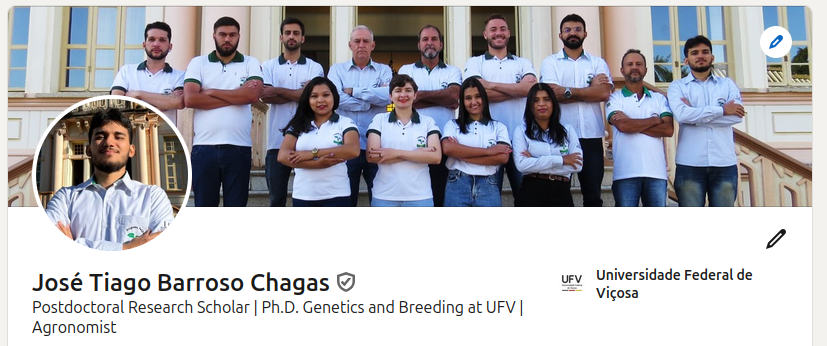 José Tiago Barroso Chagas
Postdoctoral Research Scholar | Ph.D. Genetics and Breeding at UFV |
Agronomist
UFV
Universidade Federal de
Viçosa